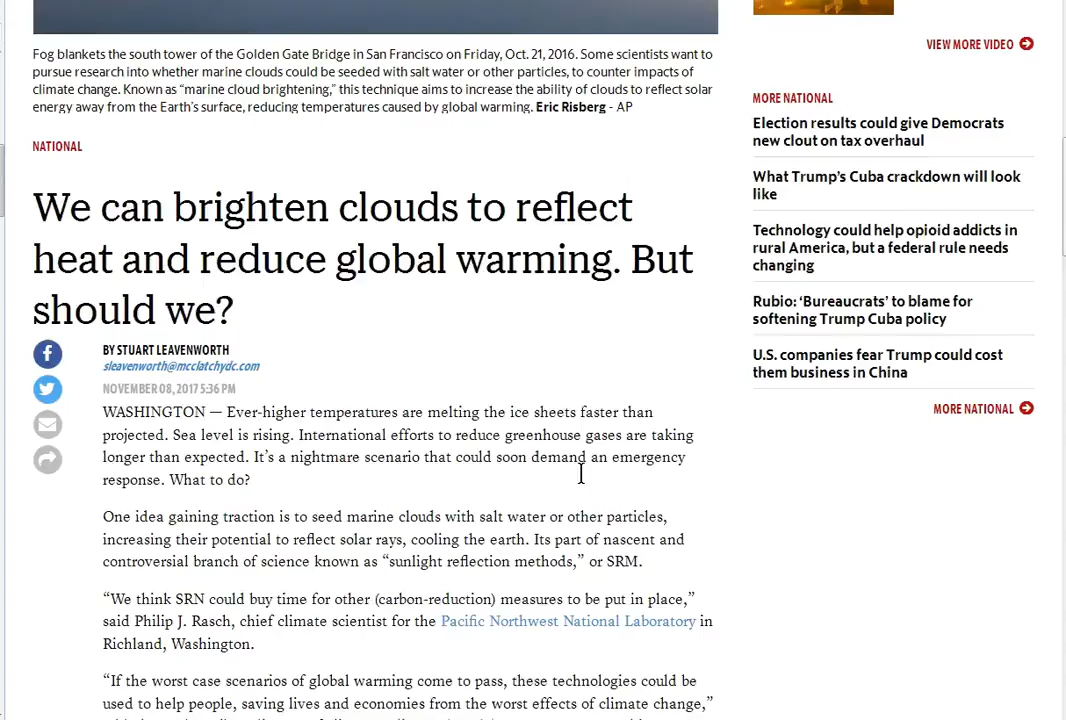 Fog blankets the south tower of the Golden Gate Bridge in San Francisco on Friday, Oct. 21, 2016. Some scientists want to
pursue research into whether marine clouds could be seeded with salt water or other particles, to counter impacts of
climate change. Known as “marine cloud brightening,” this technique aims to increase the ability of clouds to reflect solar
energy away from the Earth’s surface, reducing temperatures caused by global warming. Eric Risberg - AP
NATIONAL
We can brighten clouds to reflect
heat and reduce global warming. But
should we?
BY STUART LEAVENWORTH
sleavenworth@mcclatchydc.com
NOVEMBER 08, 2017 5:36 PM
WASHINGTON — Ever-higher temperatures are melting the ice sheets faster than
projected. Sea level is rising. International efforts to reduce greenhouse gases are taking
longer than expected. It’s a nightmare scenario that could soon demand an emergency
response. What to do?
One idea gaining traction is to seed marine clouds with salt water or other particles,
increasing their potential to reflect solar rays, cooling the earth. Its part of nascent and
controversial branch of science known as “sunlight reflection methods,” or SRM.
“We think SRN could buy time for other (carbon-reduction) measures to be put in place,”
said Philip J. Rasch, chief climate scientist for the Pacific Northwest National Laboratory in
Richland, Washington.
“If the worst case scenarios of global warming come to pass, these technologies could be
used to help people, saving lives and economies from the worst effects of climate change,”
VIEW MORE VIDEO
MORE NATIONAL
Election results could give Democrats
new clout on tax overhaul
What Trump’s Cuba crackdown will look
like
Technology could help opioid addicts in
rural America, but a federal rule needs
changing
Rubio: ‘Bureaucrats’ to blame for
softening Trump Cuba policy
U.S. companies fear Trump could cost
them business in China
MORE NATIONAL